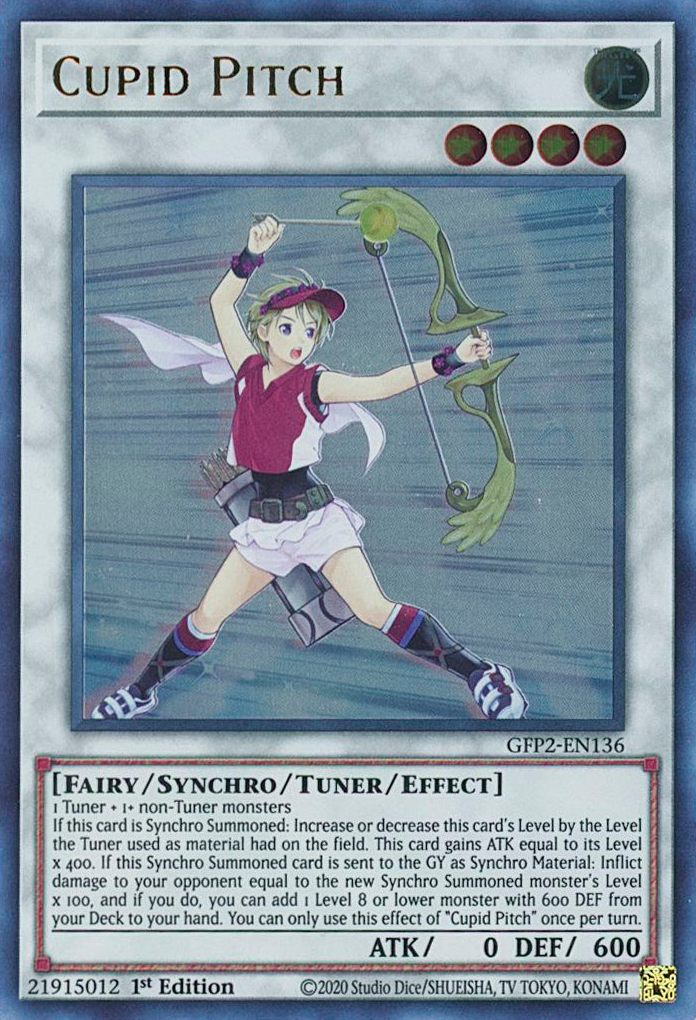 CUPID PITCH
光
GFP2-EN136
[FAIRY/SYNCHRO/TUNER/EFFECT]
1 Tuner + 1+ non-Tuner monsters
If this card is Synchro Summoned: Increase or decrease this card's Level by the Level
the Tuner used as material had on the field. This card gains ATK equal to its Level
x 400. If this Synchro Summoned card is sent to the GY as Synchro Material: Inflict
damage to your opponent equal to the new Synchro Summoned monster's Level
x 100, and if you do, you can add 1 Level 8 or lower monster with 600 DEF from
your Deck to your hand. You can only use this effect of "Cupid Pitch" once per turn.
ATK/ 0 DEF/ 600
21915012 1st Edition ©2020 Studio Dice/SHUEISHA, TV TOKYO, KONAMI